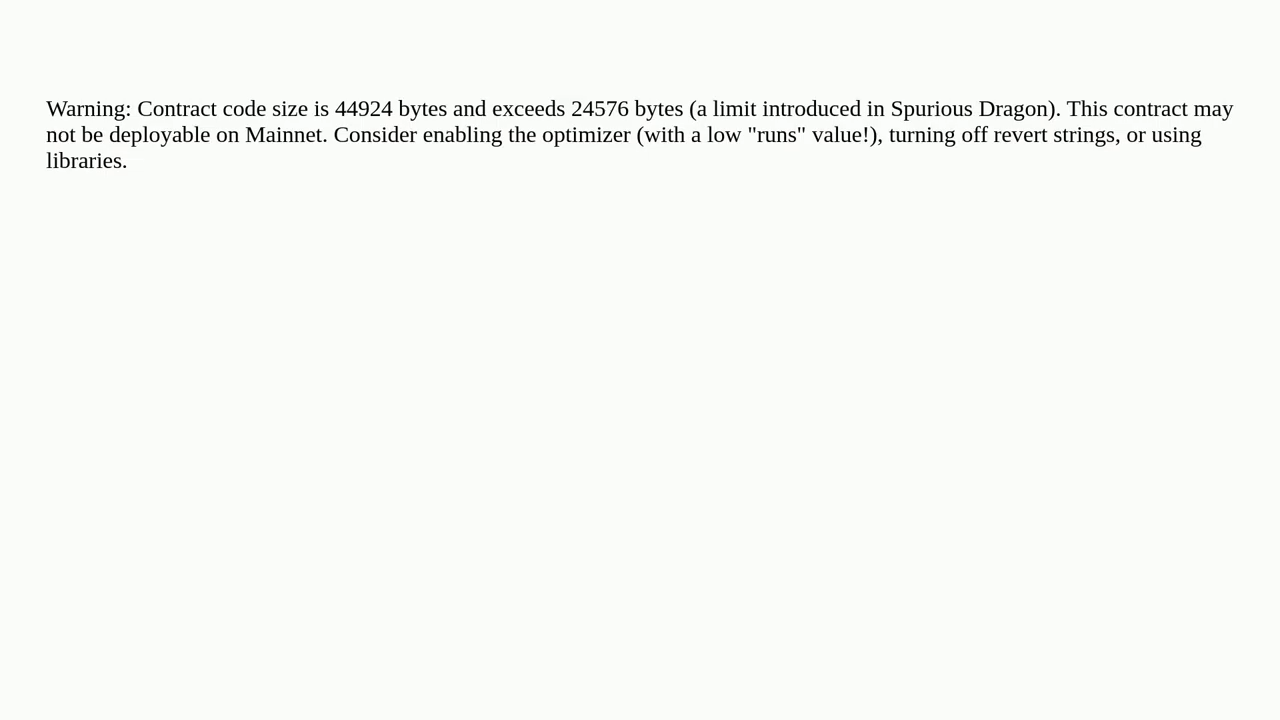 Warning: Contract code size is 44924 bytes and exceeds 24576 bytes (a limit introduced in Spurious Dragon). This contract may
not be deployable on Mainnet. Consider enabling the optimizer (with a low "runs" value!), turning off revert strings, or using
libraries.